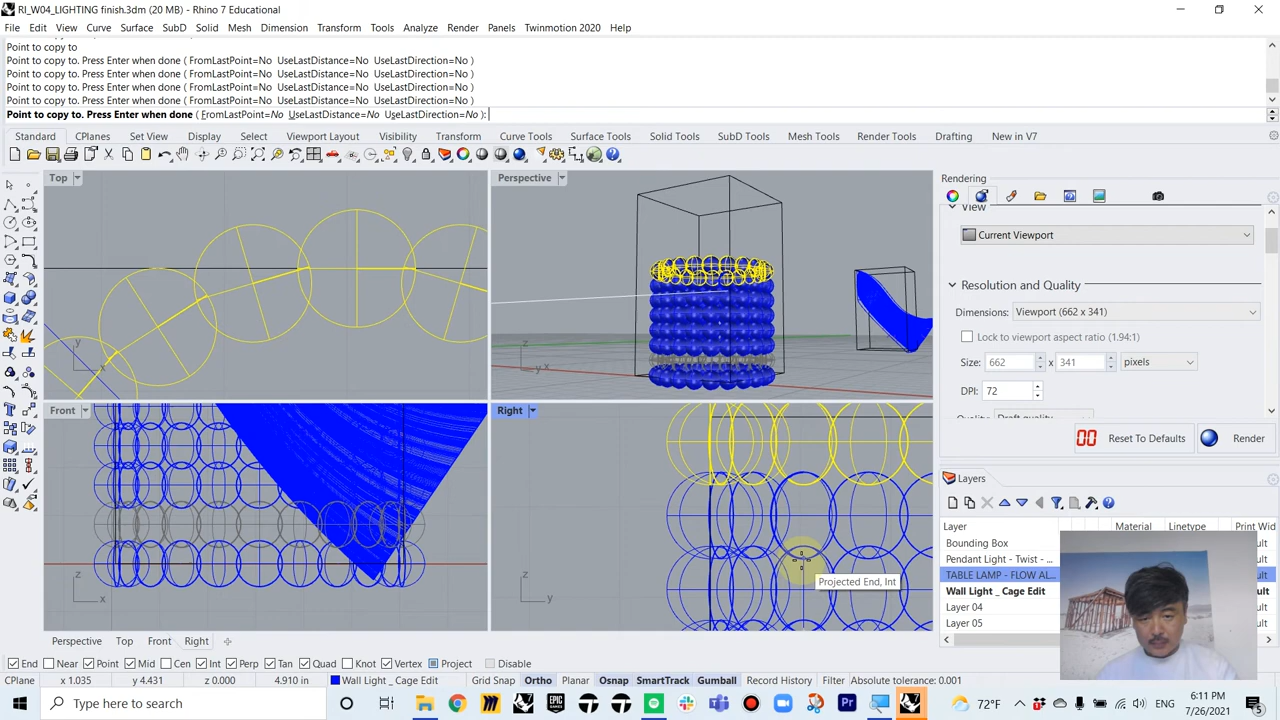 RI_W04_LIGHTING finish.3dm (20 MB) - Rhino 7 Educational
File Edit View Curve Surface SubD Solid Mesh Dimension Transform Tools Analyze Render Panels Twinmotion 2020 Help
Point to copy to
Point to copy to. Press Enter when done ( FromLastPoint=No UseLastDistance=No UseLastDirection=No )
Point to copy to. Press Enter when done ( FromLastPoint=No UseLastDistance=No UseLastDirection=No )
Point to copy to. Press Enter when done ( FromLastPoint=No UseLastDistance=No UseLastDirection=No )
Point to copy to. Press Enter when done ( FromLastPoint=No UseLastDistance=No UseLastDirection=No )
Point to copy to. Press Enter when done ( FromLastPoint=No UseLastDistance=No UseLastDirection=No ):
Standard CPlanes Set View Display Select Viewport Layout Visibility Transform Curve Tools Surface Tools Solid Tools SubD Tools Mesh Tools Render Tools Drafting New in V7
Top
Perspective
Rendering
View
Current Viewport
Resolution and Quality
Dimensions: Viewport (662 x 341)
Lock to viewport aspect ratio (1.94:1)
Size: 662 x 341 pixels
DPI: 72
Draft quality
Reset To Defaults Render
y
x
z
y x
Front
Right
Layers
Layer Material Linetype Print Wid
Bounding Box ult
Pendant Light - Twist - ... ult
TABLE LAMP - FLOW AL... ult
Wall Light _ Cage Edit ult
Layer 04 ult
Layer 05 ult
z
x
z
y
Projected End, Int
Perspective Top Front Right
End Near Point Mid Cen Int Perp Tan Quad Knot Vertex Project Disable
CPlane x 1.035 y 4.431 z 0.000 4.910 in Wall Light _ Cage Edit Grid Snap Ortho Planar Osnap SmartTrack Gumball Record History Filter Absolute tolerance: 0.001
Type here to search
Pr
72°F
ENG
6:11 PM
7/26/2021
5